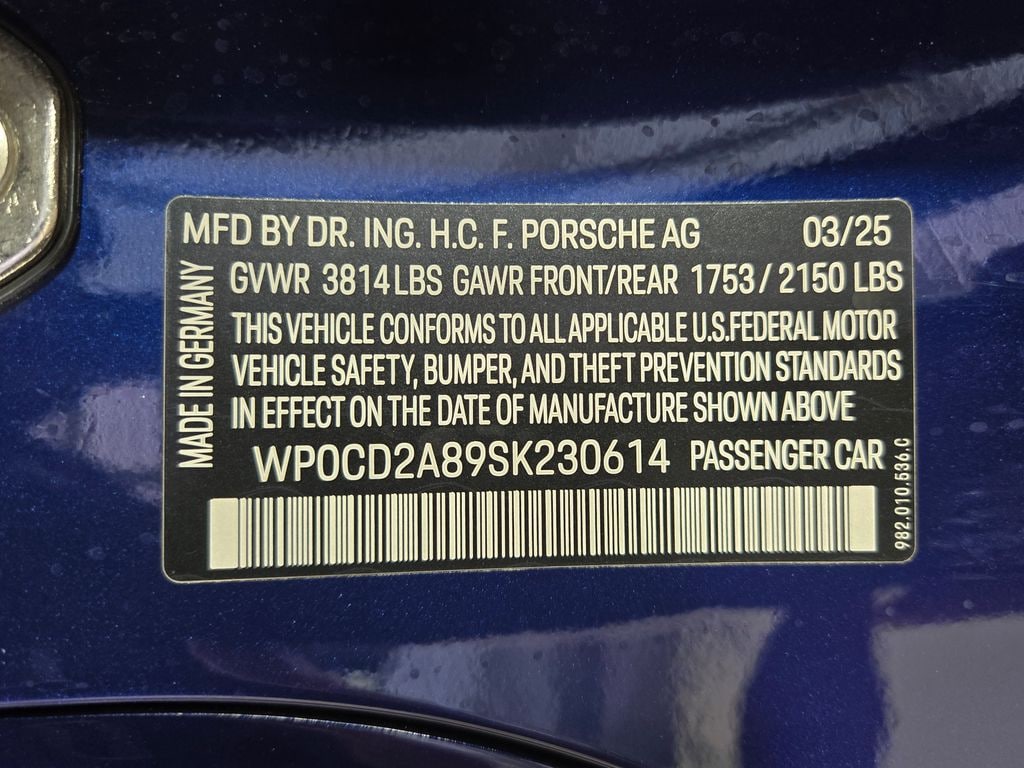 MFD BY DR. ING. H.C. F. PORSCHE AG 03/25
GVWR 3814 LBS GAWR FRONT/REAR 1753/2150 LBS
THIS VEHICLE CONFORMS TO ALL APPLICABLE U.S.FEDERAL MOTOR
VEHICLE SAFETY, BUMPER, AND THEFT PREVENTION STANDARDS
IN EFFECT ON THE DATE OF MANUFACTURE SHOWN ABOVE
WP0CD2A89SK230614 PASSENGER CAR
MADE IN GERMANY
982.010.536.C